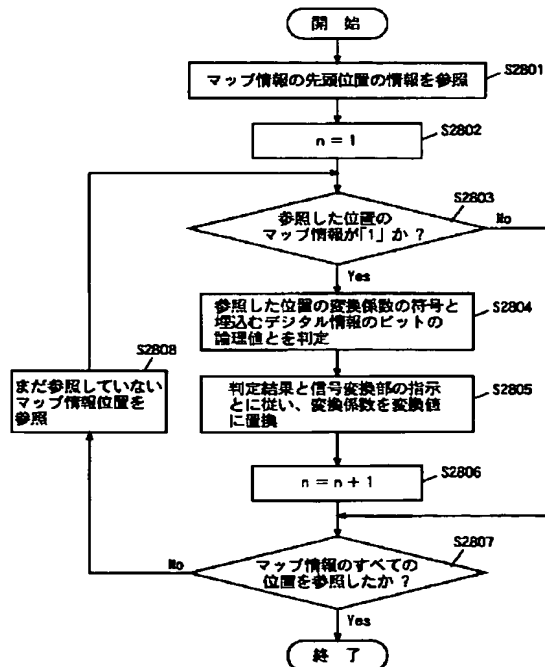 開 始
S2801
マップ情報の先頭位置の情報を参照
S2802
n = 1
S2803
参照した位置の
マップ情報が「1」か ?
No
Yes
S2804
参照した位置の変換係数の符号と
埋込むデジタル情報のビットの
論理値とを判定
S2808
まだ参照していない
マップ情報位置を
参照
S2805
判定結果と信号変換部の指示
とに従い、変換係数を変換値
に置換
S2806
n = n + 1
S2807
No
マップ情報のすべての
位置を参照したか ?
Yes
終 了